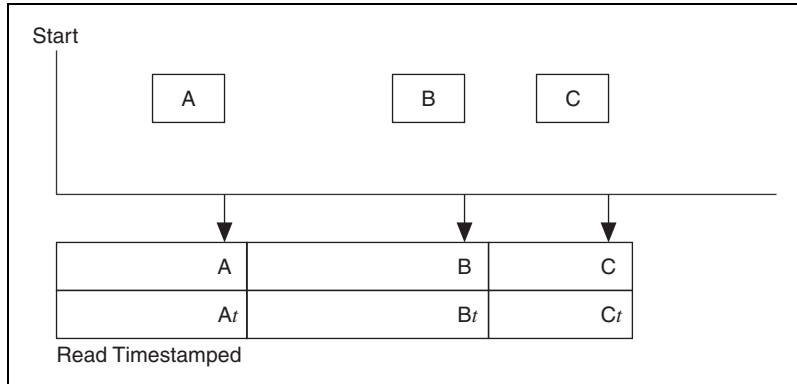 Start
A B C
A B C
At Bt Ct
Read Timestamped